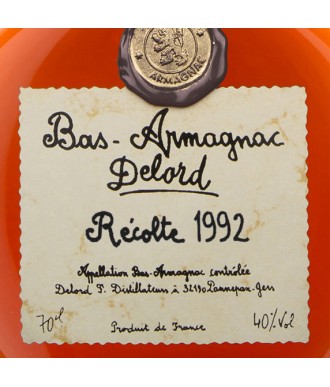 ARMAGNAC
Bas-Armagnac
Delord
Récolte 1992
Appellation Bas-Armagnac contrôlée
Delord F. Distillateurs à 32190 Lannepax-Gers
70cl
40% Vol
Produit de France